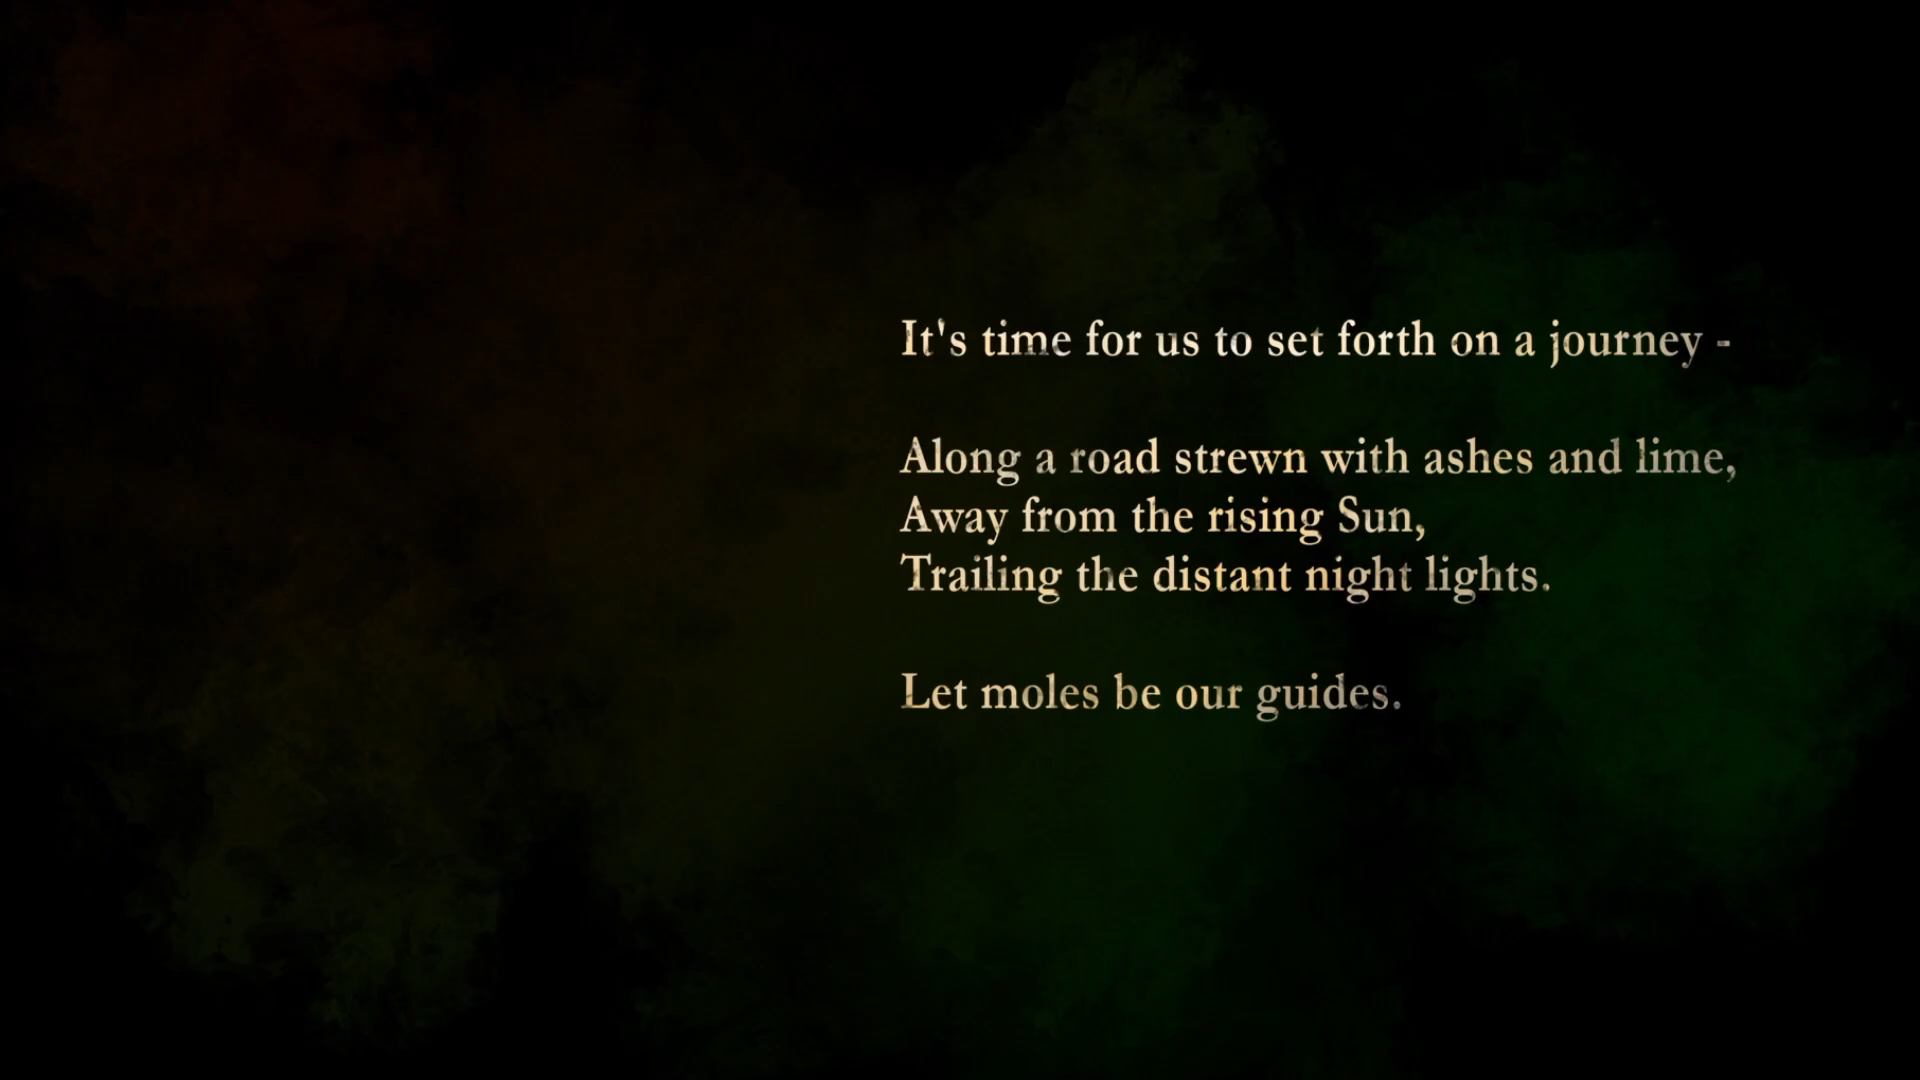 It's time for us to set forth on a journey -
Along a road strewn with ashes and lime,
Away from the rising Sun,
Trailing the distant night lights.
Let moles be our guides.